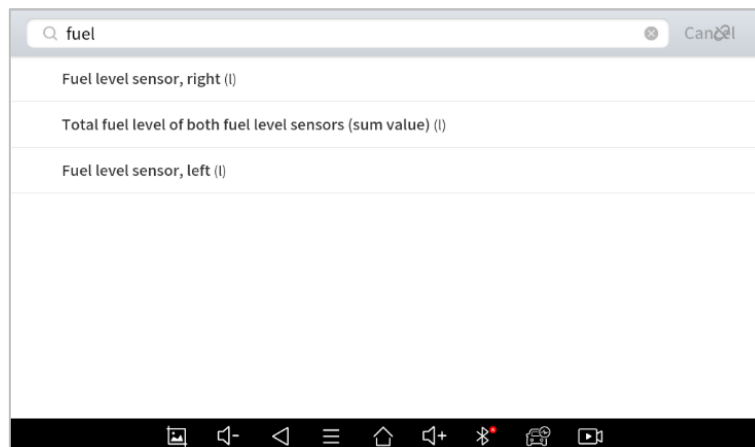 fuel
Cancel
Fuel level sensor, right (l)
Total fuel level of both fuel level sensors (sum value) (l)
Fuel level sensor, left (l)